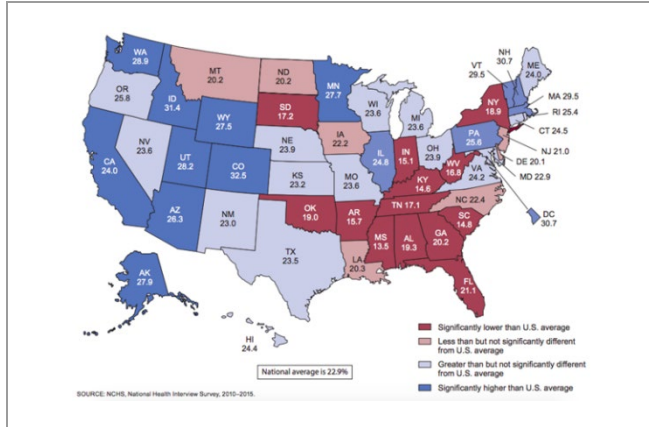 WA
28.9
OR
25.8
CA
24.0
NV
23.6
ID
31.4
MT
20.2
WY
27.5
UT
28.2
AZ
26.3
CO
32.5
NM
23.0
ND
20.2
SD
17.2
NE
23.9
KS
23.2
OK
19.0
TX
23.5
MN
27.7
IA
22.2
MO
23.6
AR
15.7
LA
20.3
WI
23.6
IL
24.8
MI
23.6
IN
15.1
OH
23.9
KY
14.6
TN 17.1
MS
13.5
AL
19.3
GA
20.2
FL
21.1
SC
14.8
NC 22.4
VA
24.2
WV
16.8
PA
25.6
NY
18.9
VT
29.5
NH
30.7
ME
24.0
MA 29.5
RI 25.4
CT 24.5
NJ 21.0
DE 20.1
MD 22.9
DC
30.7
AK
27.9
HI
24.4
Significantly lower than U.S. average
Less than but not significantly different
from U.S. average
Greater than but not significantly different
from U.S. average
Significantly higher than U.S. average
National average is 22.9%
SOURCE: NCHS, National Health Interview Survey, 2010–2015.